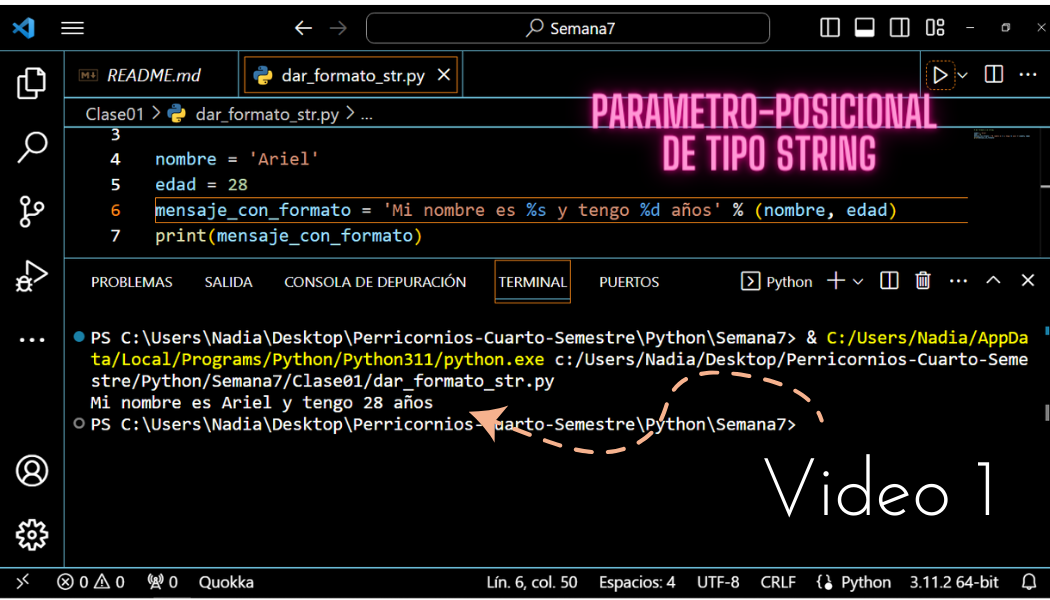 Semana7
README.md
dar_formato_str.py
Clase01 > dar_formato_str.py > ...
PARAMETRO-POSICIONAL
DE TIPO STRING
3
4 nombre = 'Ariel'
5 edad = 28
6 mensaje_con_formato = 'Mi nombre es %s y tengo %d años' % (nombre, edad)
7 print(mensaje_con_formato)
PROBLEMAS SALIDA CONSOLA DE DEPURACIÓN TERMINAL PUERTOS Python
PS C:\Users\Nadia\Desktop\Perricornios-Cuarto-Semestre\Python\Semana7> & C:/Users/Nadia/AppDa
ta/Local/Programs/Python/Python311/python.exe c:/Users/Nadia/Desktop/Perricornios-Cuarto-Seme
stre/Python/Semana7/Clase01/dar_formato_str.py
Mi nombre es Ariel y tengo 28 años
PS C:\Users\Nadia\Desktop\Perricornios-Cuarto-Semestre\Python\Semana7>
Video 1
0 0 0 Quokka Lín. 6, col. 50 Espacios: 4 UTF-8 CRLF Python 3.11.2 64-bit